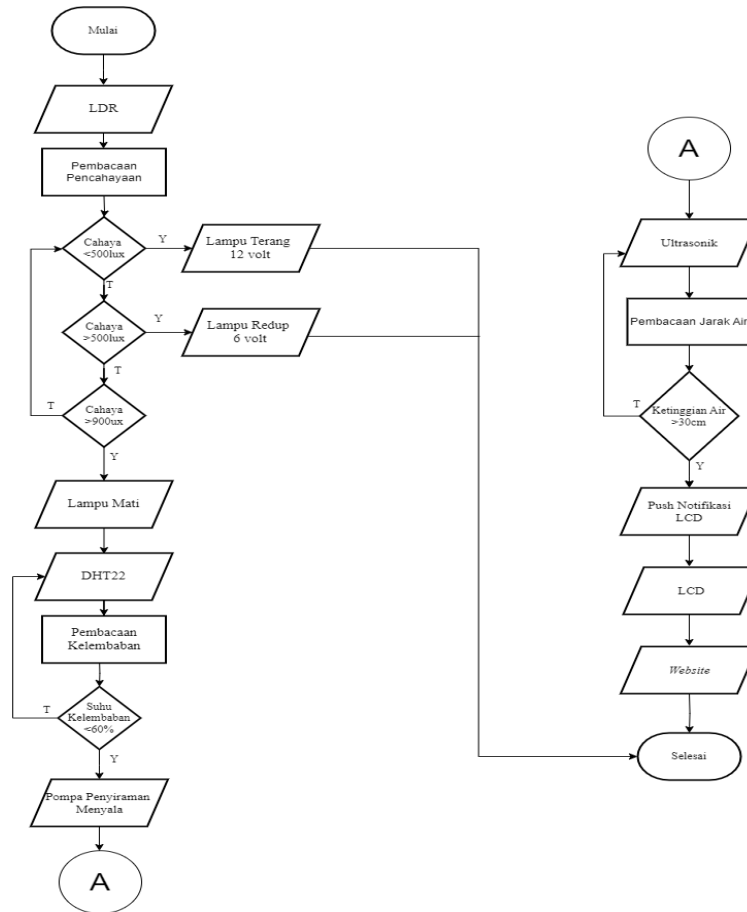 Mulai
LDR
Pembacaan
Pencahayaan
Cahaya
<500lux
Y
Lampu Terang
12 volt
T
Cahaya
>500lux
Y
Lampu Redup
6 volt
T
Cahaya
>900ux
T
Y
Lampu Mati
DHT22
Pembacaan
Kelembaban
Suhu
Kelembaban
<60%
T
Y
Pompa Penyiraman
Menyala
A
A
Ultrasonik
Pembacaan Jarak Air
Ketinggian Air
>30cm
T
Y
Push Notifikasi
LCD
LCD
Website
Selesai